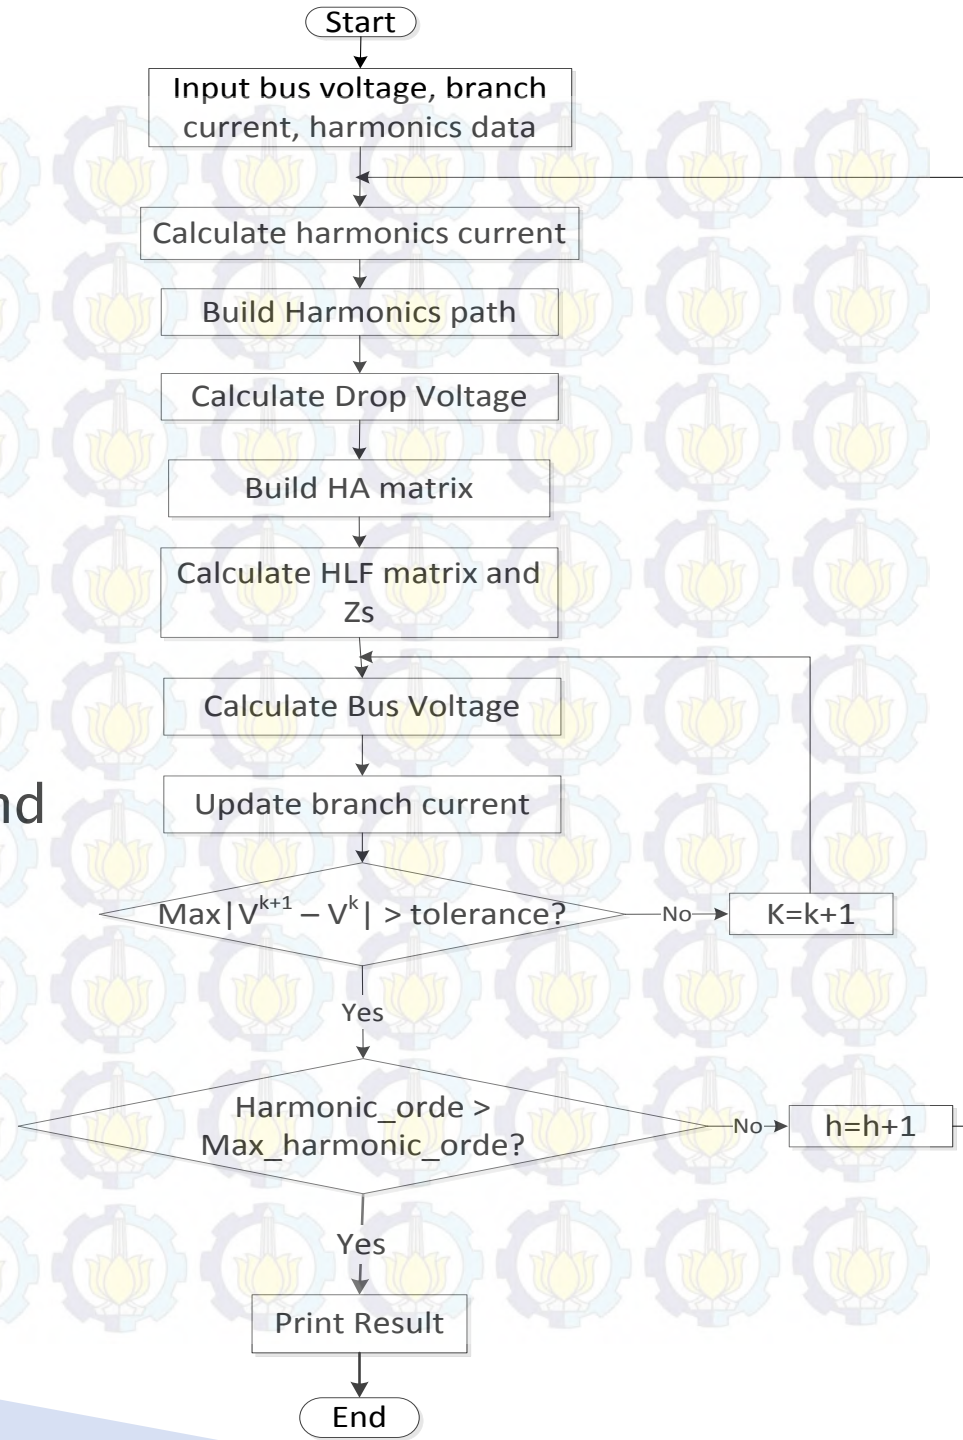 Start
Input bus voltage, branch
current, harmonics data
Calculate harmonics current
Build Harmonics path
Calculate Drop Voltage
Build HA matrix
Calculate HLF matrix and
Zs
Calculate Bus Voltage
nd
Update branch current
Max|V^{k+1} – V^{k}| > tolerance?
No
K=k+1
Yes
Harmonic_orde >
Max_harmonic_orde?
No
h=h+1
Yes
Print Result
End